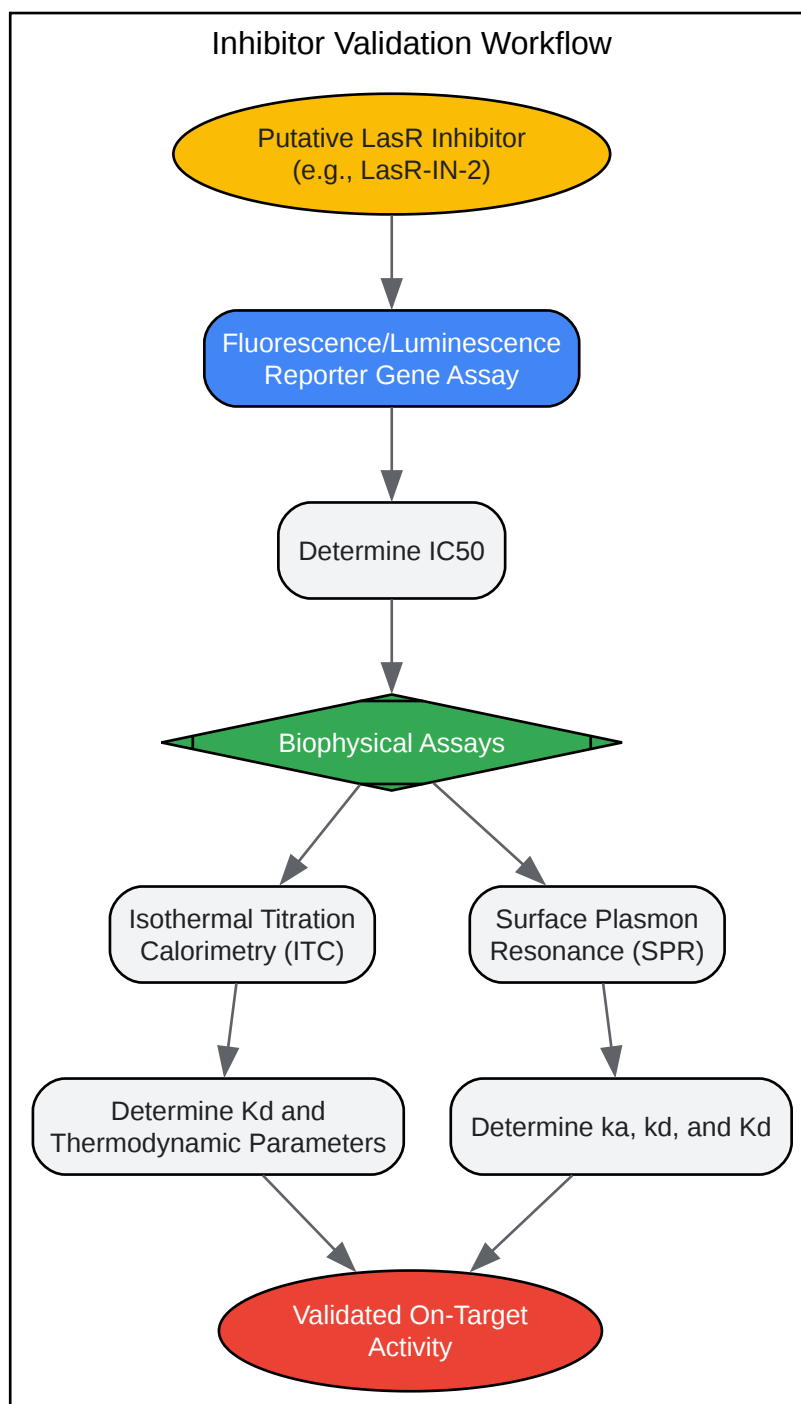 Inhibitor Validation Workflow
Putative LasR Inhibitor
(e.g., LasR-IN-2)
Fluorescence/Luminescence
Reporter Gene Assay
Determine IC50
Biophysical Assays
Isothermal Titration
Calorimetry (ITC)
Surface Plasmon
Resonance (SPR)
Determine Kd and
Thermodynamic Parameters
Determine ka, kd, and Kd
Validated On-Target
Activity